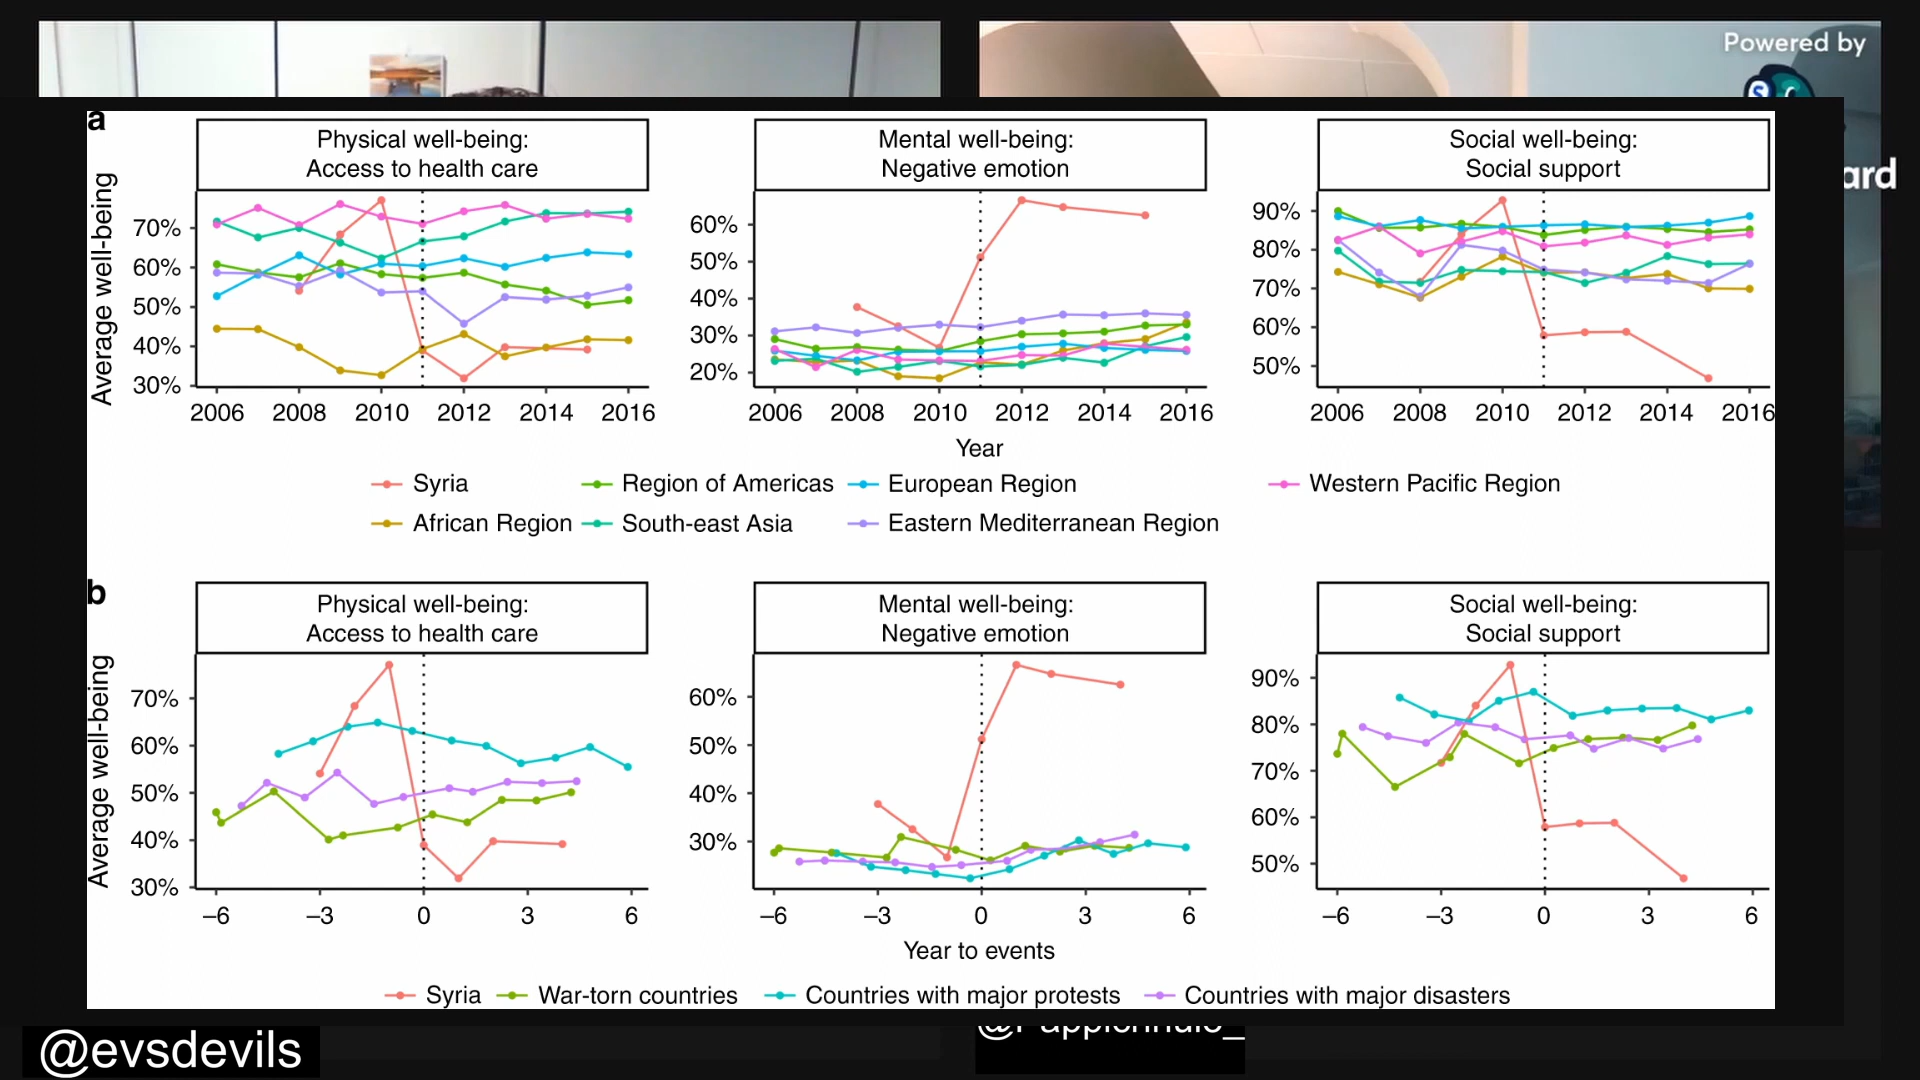 Powered by
S
ard
a
Physical well-being:
Access to health care
Mental well-being:
Negative emotion
Social well-being:
Social support
Average well-being
70%
60%
50%
40%
30%
60%
50%
40%
30%
20%
90%
80%
70%
60%
50%
2006 2008 2010 2012 2014 2016
2006 2008 2010 2012 2014 2016
2006 2008 2010 2012 2014 2016
Year
Syria Region of Americas European Region Western Pacific Region
African Region South-east Asia Eastern Mediterranean Region
b
Physical well-being:
Access to health care
Mental well-being:
Negative emotion
Social well-being:
Social support
Average well-being
70%
60%
50%
40%
30%
60%
50%
40%
30%
90%
80%
70%
60%
50%
–6 –3 0 3 6
–6 –3 0 3 6
–6 –3 0 3 6
Year to events
Syria War-torn countries Countries with major protests Countries with major disasters
@evsdevils